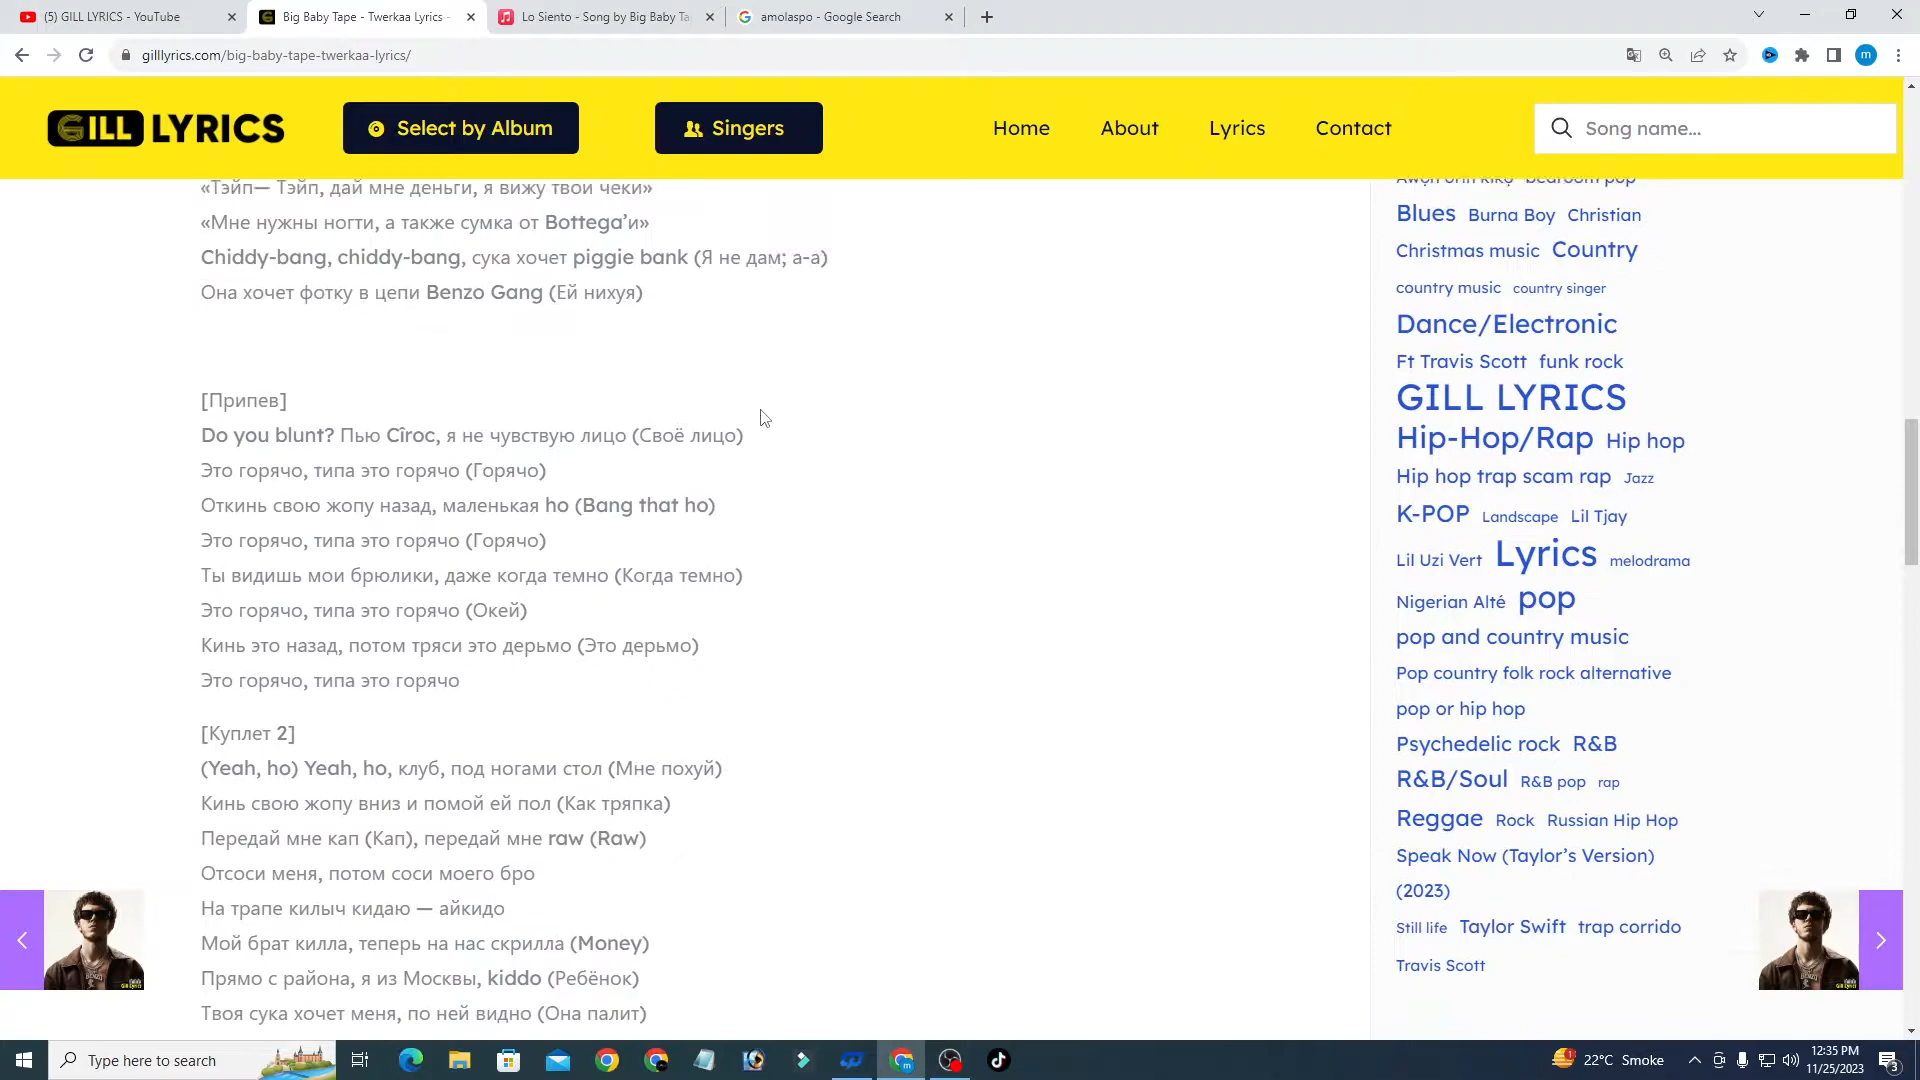 (5) GILL LYRICS - YouTube
Big Baby Tape - Twerkaa Lyrics -
Lo Siento - Song by Big Baby Ta
amolaspo - Google Search
gilllyrics.com/big-baby-tape-twerkaa-lyrics/
m
GILL LYRICS
Select by Album
Singers
Home
About
Lyrics
Contact
Song name...
«Тэйп— Тэйп, дай мне деньги, я вижу твои чеки»
«Мне нужны ногти, а также сумка от Bottega’и»
Chiddy-bang, chiddy-bang, сука хочет piggie bank (Я не дам; а-а)
Она хочет фотку в цепи Benzo Gang (Ей нихуя)
[Припев]
Do you blunt? Пью Cîroc, я не чувствую лицо (Своё лицо)
Это горячо, типа это горячо (Горячо)
Откинь свою жопу назад, маленькая ho (Bang that ho)
Это горячо, типа это горячо (Горячо)
Ты видишь мои брюлики, даже когда темно (Когда темно)
Это горячо, типа это горячо (Окей)
Кинь это назад, потом тряси это дерьмо (Это дерьмо)
Это горячо, типа это горячо
[Куплет 2]
(Yeah, ho) Yeah, ho, клуб, под ногами стол (Мне похуй)
Кинь свою жопу вниз и помой ей пол (Как тряпка)
Передай мне кап (Кап), передай мне raw (Raw)
Отсоси меня, потом соси моего бро
На трапе килыч кидаю — айкидо
Мой брат килла, теперь на нас скрилла (Money)
Прямо с района, я из Москвы, kiddo (Ребёнок)
Твоя сука хочет меня, по ней видно (Она палит)
Awọn orin kikọ bedroom pop
Blues Burna Boy Christian
Christmas music Country
country music country singer
Dance/Electronic
Ft Travis Scott funk rock
GILL LYRICS
Hip-Hop/Rap Hip hop
Hip hop trap scam rap Jazz
K-POP Landscape Lil Tjay
Lil Uzi Vert Lyrics melodrama
Nigerian Alté pop
pop and country music
Pop country folk rock alternative
pop or hip hop
Psychedelic rock R&B
R&B/Soul R&B pop rap
Reggae Rock Russian Hip Hop
Speak Now (Taylor’s Version)
(2023)
Still life Taylor Swift trap corrido
Travis Scott
Type here to search
22°C Smoke
12:35 PM
11/25/2023
3